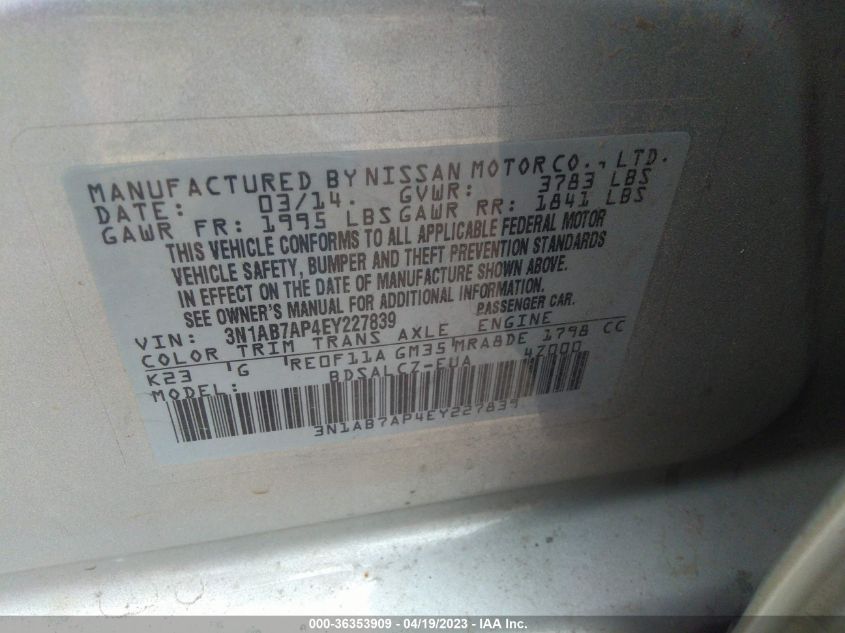 MANUFACTURED BY NISSAN MOTOR CO., LTD.
DATE: 03/14. GVWR: 3783 LBS
GAWR FR: 1995 LBS GAWR RR: 1841 LBS
THIS VEHICLE CONFORMS TO ALL APPLICABLE FEDERAL MOTOR
VEHICLE SAFETY, BUMPER AND THEFT PREVENTION STANDARDS
IN EFFECT ON THE DATE OF MANUFACTURE SHOWN ABOVE.
SEE OWNER'S MANUAL FOR ADDITIONAL INFORMATION.
VIN: 3N1AB7AP4EY227839 PASSENGER CAR.
COLOR TRIM TRANS AXLE ENGINE
K23 G RE0F11A GM35 MRA8DE 1798 CC
MODEL: BDSALCZ-EUA 47000
3N1AB7AP4EY227839
000-36353909 - 04/19/2023 - IAA Inc.